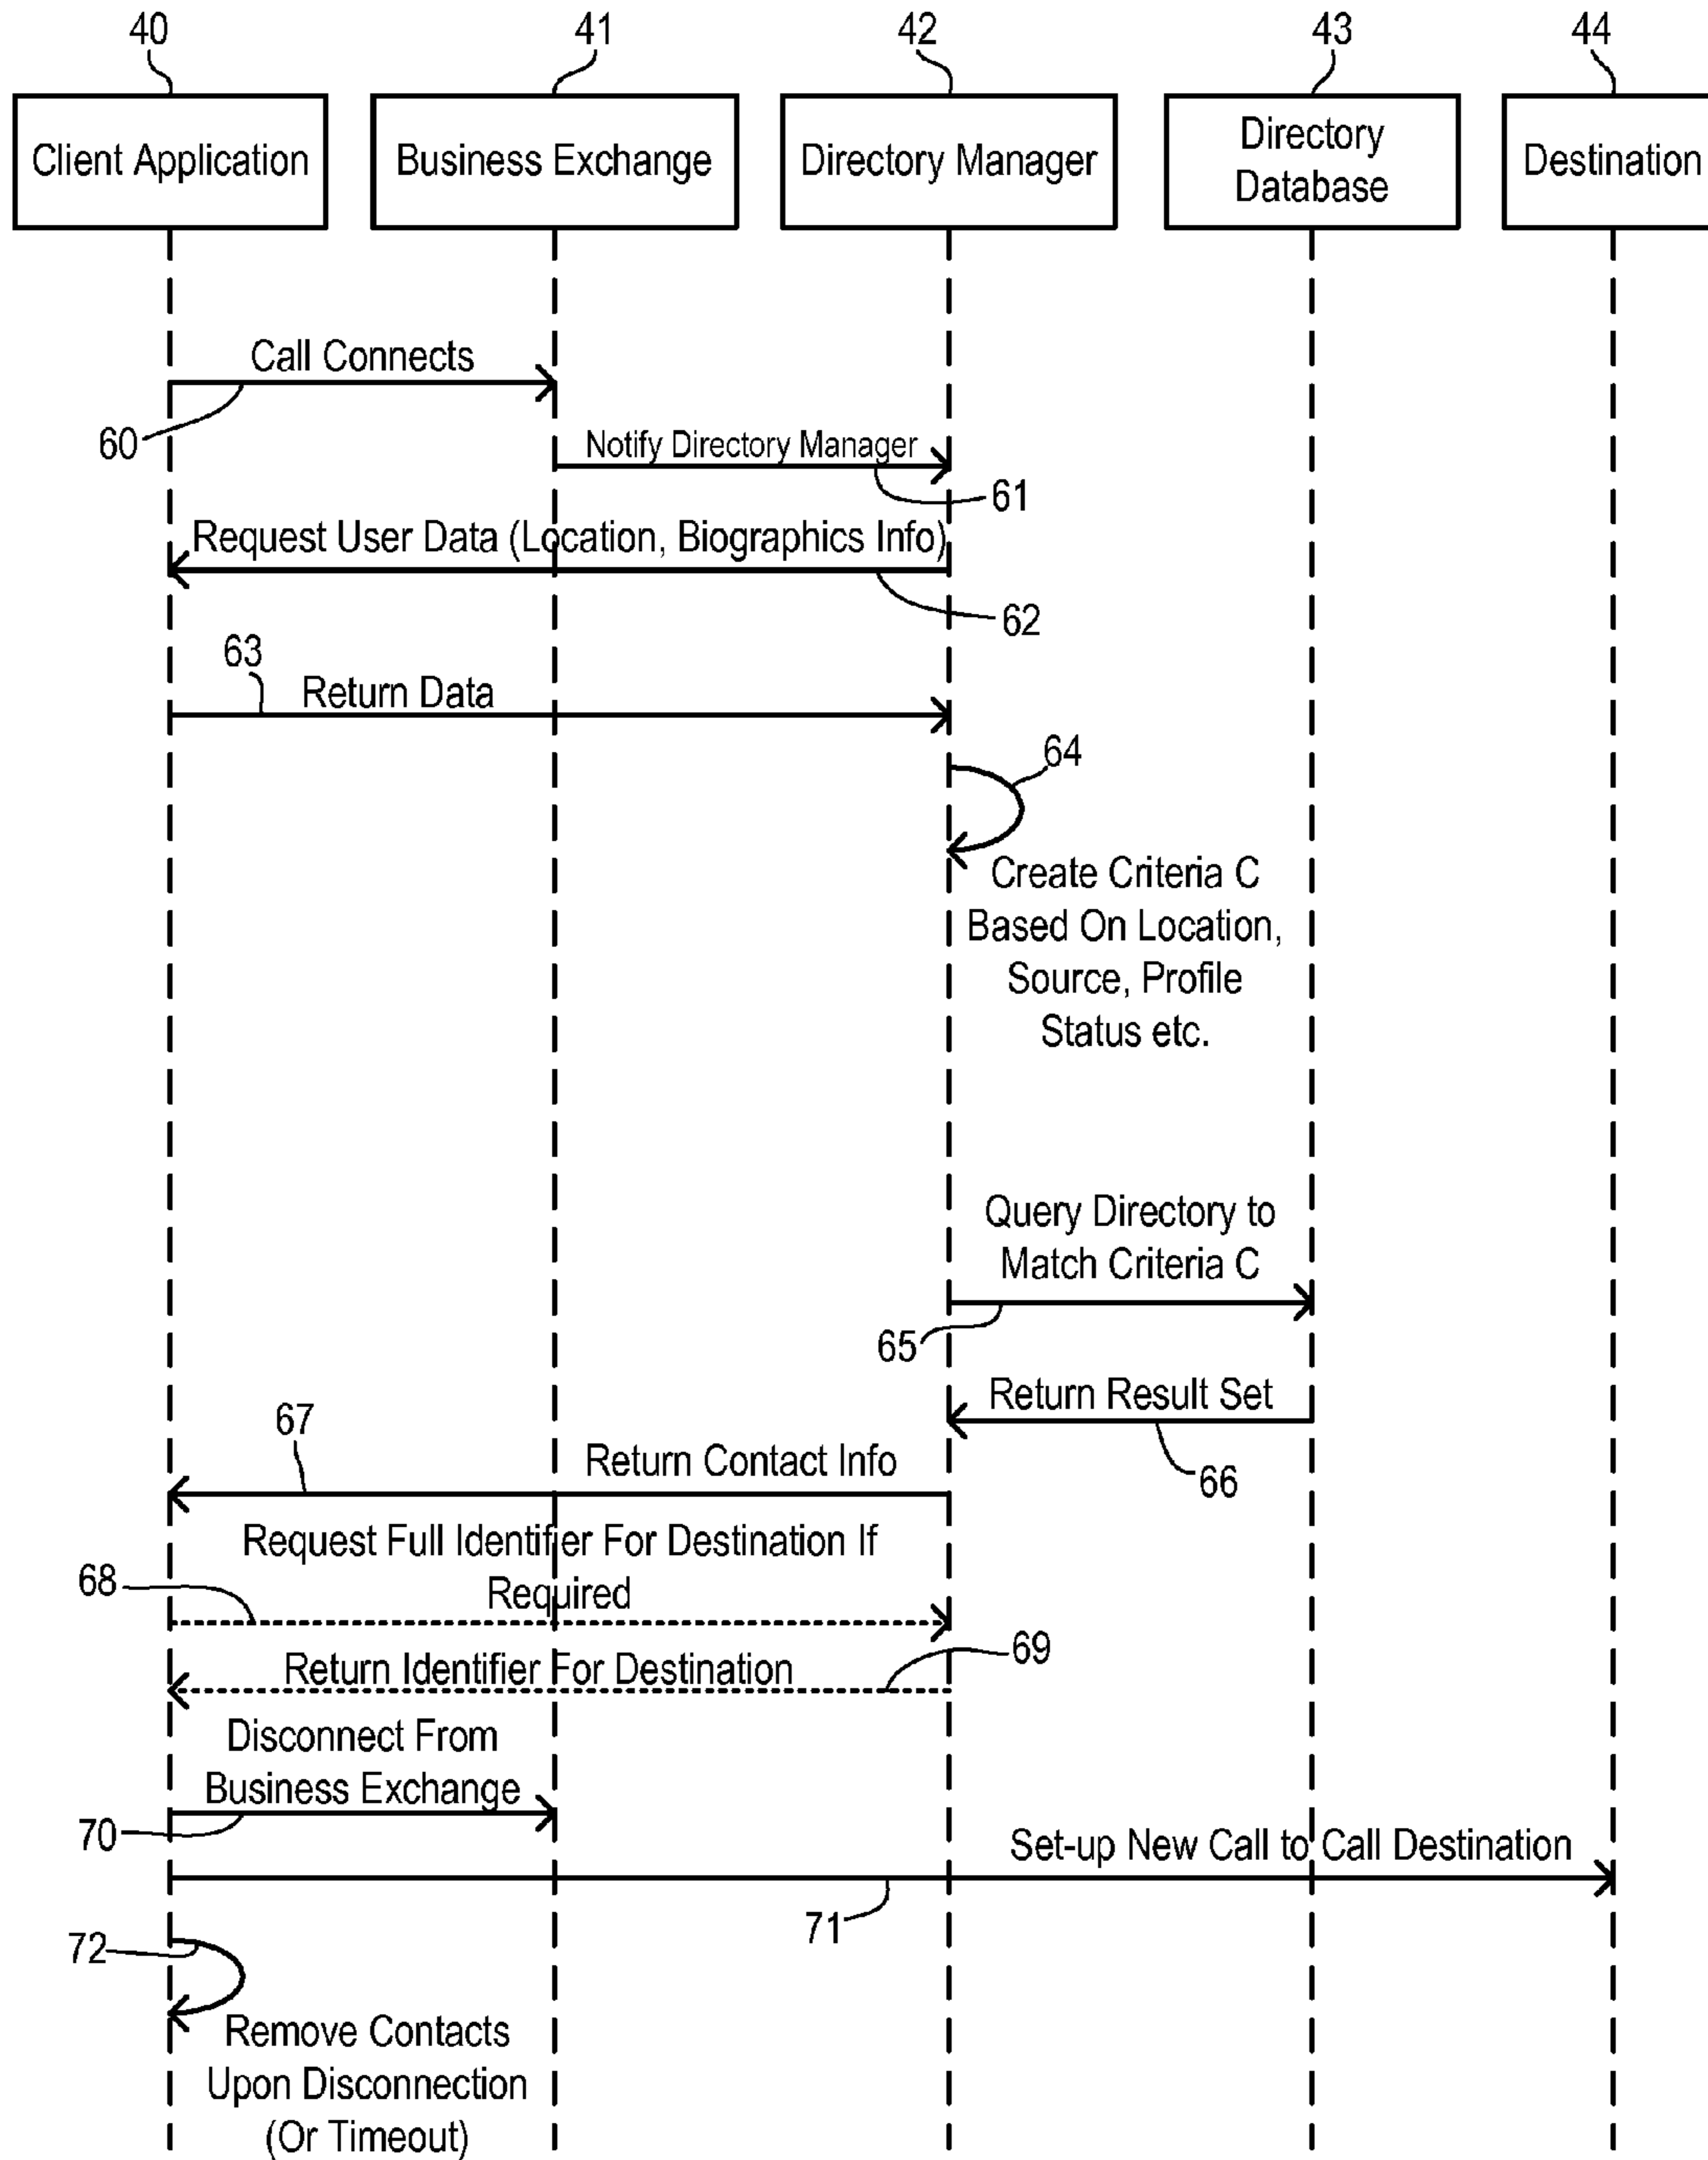 40
41
42
43
44
Client Application
Business Exchange
Directory Manager
Directory
Database
Destination
Call Connects
60
Notify Directory Manager
61
Request User Data (Location, Biographics Info)
62
63
Return Data
64
Create Criteria C
Based On Location,
Source, Profile
Status etc.
Query Directory to
Match Criteria C
65
Return Result Set
66
67
Return Contact Info
Request Full Identifier For Destination If
Required
68
Return Identifier For Destination
69
Disconnect From
Business Exchange
70
Set-up New Call to Call Destination
71
72
Remove Contacts
Upon Disconnection
(Or Timeout)